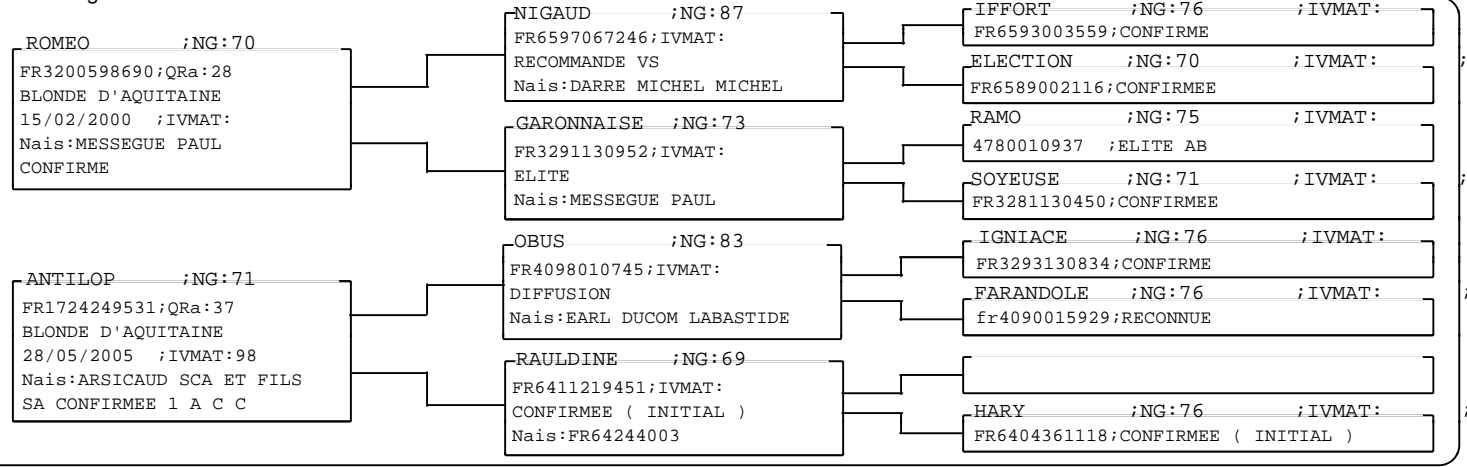 ROMEO ;NG:70
FR3200598690;QRa:28
BLONDE D'AQUITAINE
15/02/2000 ;IVMAT:
Nais:MESSEGUE PAUL
CONFIRME
ANTILOP ;NG:71
FR1724249531;QRa:37
BLONDE D'AQUITAINE
28/05/2005 ;IVMAT:98
Nais:ARSICAUD SCA ET FILS
SA CONFIRMEE 1 A C C
NIGAUD ;NG:87
FR6597067246;IVMAT:
RECOMMANDE VS
Nais:DARRE MICHEL MICHEL
GARONNAISE ;NG:73
FR3291130952;IVMAT:
ELITE
Nais:MESSEGUE PAUL
OBUS ;NG:83
FR4098010745;IVMAT:
DIFFUSION
Nais:EARL DUCOM LABASTIDE
RAULDINE ;NG:69
FR6411219451;IVMAT:
CONFIRMEE ( INITIAL )
Nais:FR64244003
IFFORT ;NG:76 ;IVMAT:
FR6593003559;CONFIRME
ELECTION ;NG:70 ;IVMAT: ;
FR6589002116;CONFIRMEE
RAMO ;NG:75 ;IVMAT:
4780010937 ;ELITE AB
SOYEUSE ;NG:71 ;IVMAT: ;
FR3281130450;CONFIRMEE
IGNIACE ;NG:76 ;IVMAT:
FR3293130834;CONFIRME
FARANDOLE ;NG:76 ;IVMAT: ;
fr4090015929;RECONNUE
HARY ;NG:76 ;IVMAT: ;
FR6404361118;CONFIRMEE ( INITIAL )